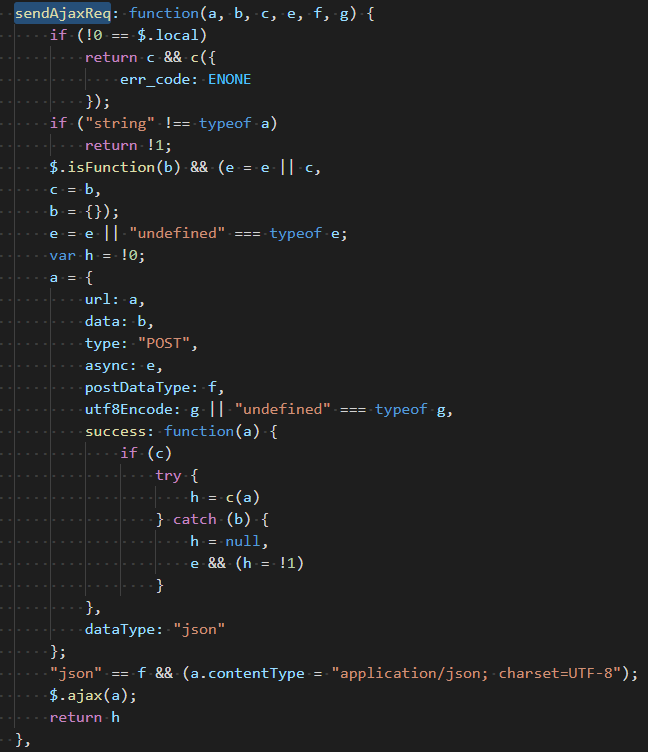 sendAjaxReq: function(a, b, c, e, f, g) {
if (!0 == $.local)
return c && c({
err_code: ENONE
});
if ("string" !== typeof a)
return !1;
$.isFunction(b) && (e = e || c,
c = b,
b = {});
e = e || "undefined" === typeof e;
var h = !0;
a = {
url: a,
data: b,
type: "POST",
async: e,
postDataType: f,
utf8Encode: g || "undefined" === typeof g,
success: function(a) {
if (c)
try {
h = c(a)
} catch (b) {
h = null,
e && (h = !1)
}
},
dataType: "json"
};
"json" == f && (a.contentType = "application/json; charset=UTF-8");
$.ajax(a);
return h
},